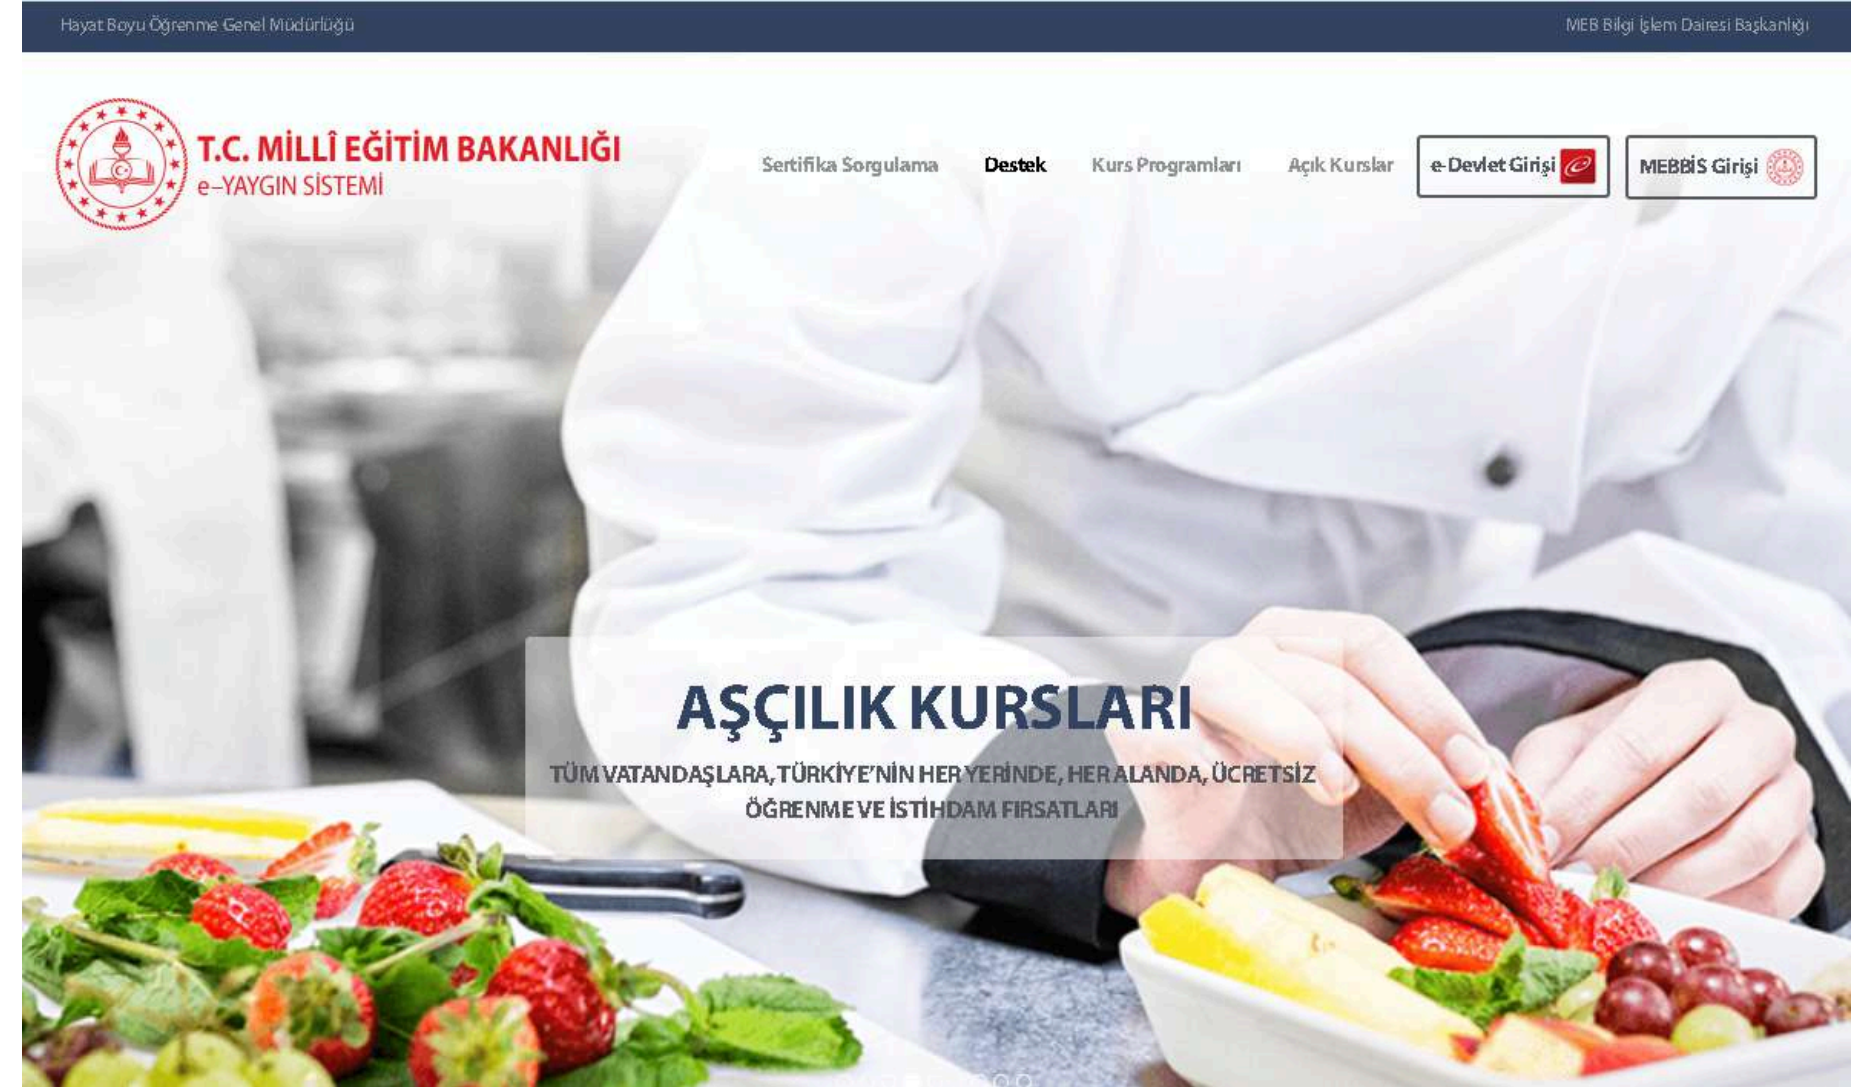 Hayat Boyu Öğrenme Genel Müdürlüğü
MEB Bilgi İşlem Dairesi Başkanlığı
T.C. MİLLÎ EĞİTİM BAKANLIĞI
e-YAYGIN SİSTEMİ
Sertifika Sorgulama
Destek
Kurs Programları
Açık Kurslar
e-Devlet Girişi
MEBBİS Girişi
AŞÇILIK KURSLARI
TÜM VATANDAŞLARA, TÜRKİYE'NİN HER YERİNDE, HER ALANDA, ÜCRETSİZ
ÖĞRENME VE İSTİHDAM FIRSATLARI